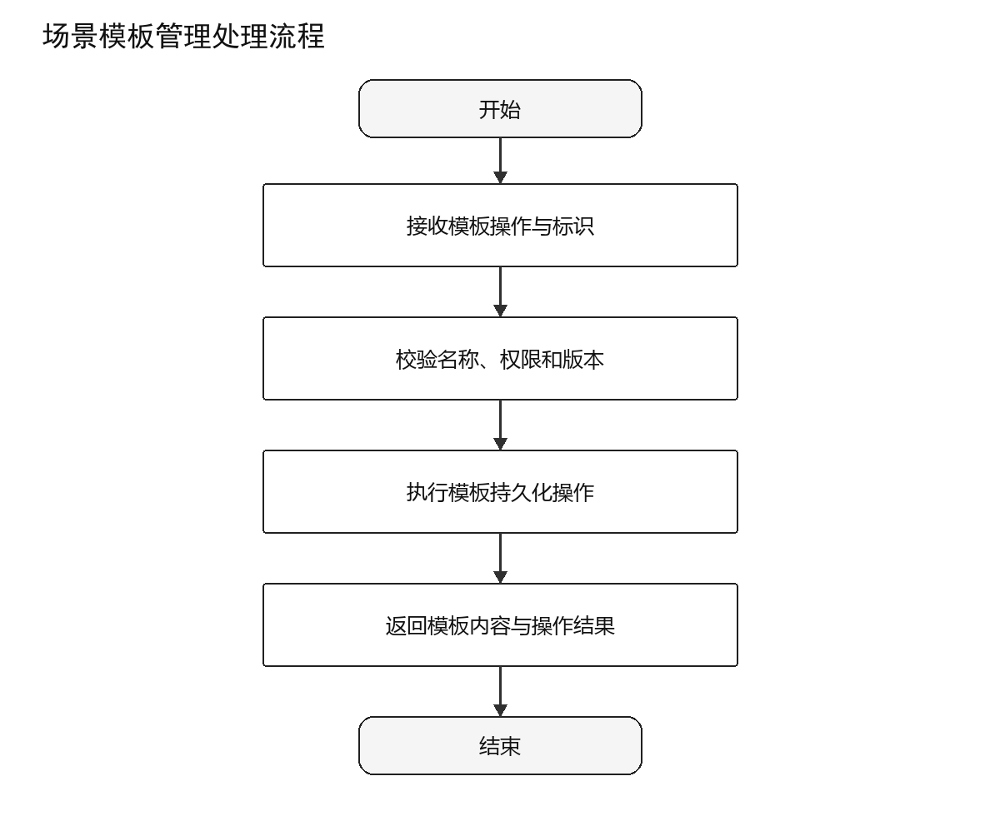 场景模板管理处理流程
开始
接收模板操作与标识
校验名称、权限和版本
执行模板持久化操作
返回模板内容与操作结果
结束